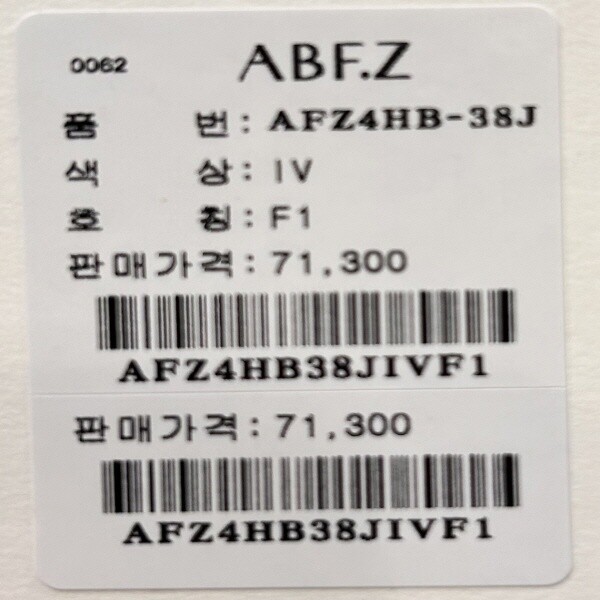 0062 ABF.Z
품 번 : AFZ4HB-38J
색 상 : IV
호 칭 : F1
판매가격 : 71,300
AFZ4HB38JIVF1
판매가격 : 71,300
AFZ4HB38JIVF1